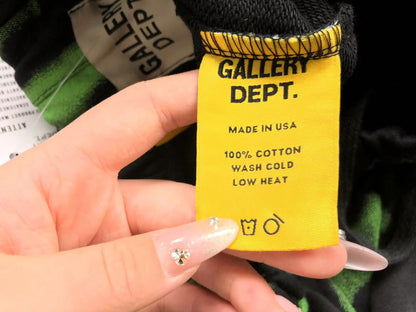 GALLERY
DEPT.
GALLERY
DEPT.
MADE IN USA
100% COTTON
WASH COLD
LOW HEAT